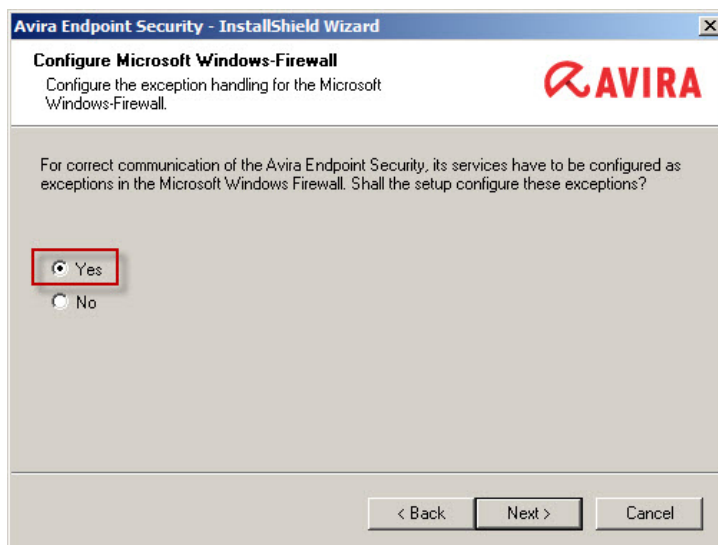 Avira Endpoint Security - InstallShield Wizard
Configure Microsoft Windows-Firewall
Configure the exception handling for the Microsoft
Windows-Firewall.
AVIRA
For correct communication of the Avira Endpoint Security, its services have to be configured as
exceptions in the Microsoft Windows Firewall. Shall the setup configure these exceptions?
Yes
No
< Back
Next >
Cancel